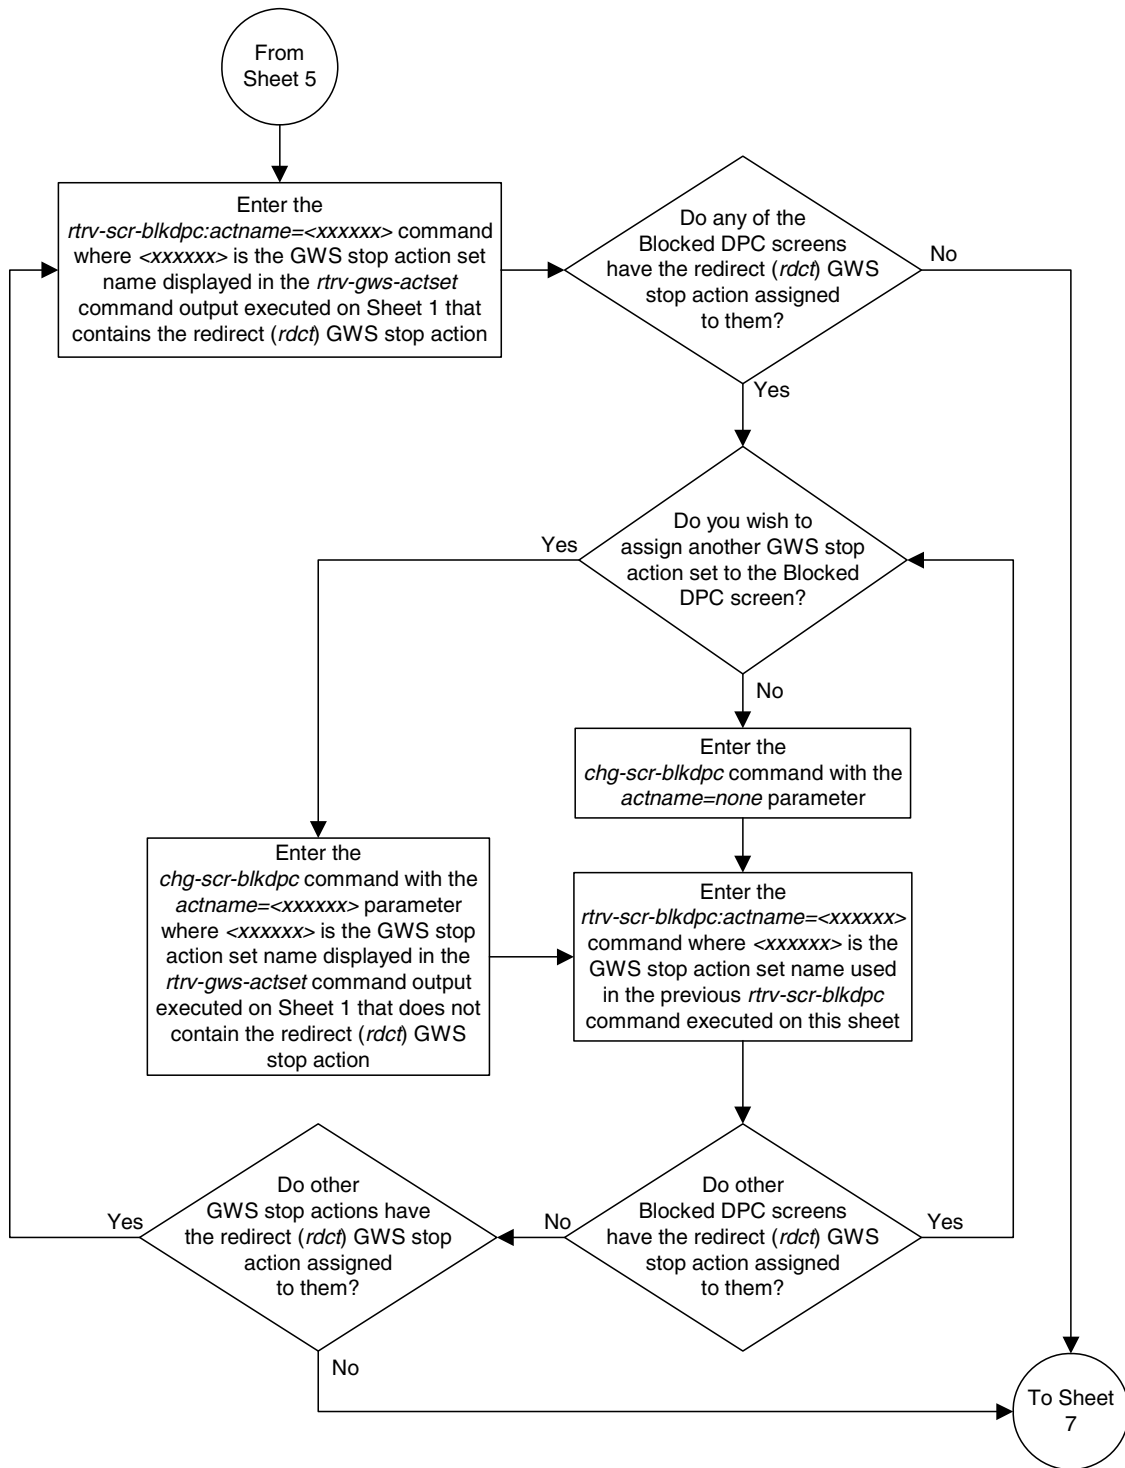 From
Sheet 5
Enter the
rtrv-scr-blkdpc:actname=<xxxxxx> command
where <xxxxxx> is the GWS stop action set
name displayed in the rtrv-gws-actset
command output executed on Sheet 1 that
contains the redirect (rdct) GWS stop action
Do any of the
Blocked DPC screens
have the redirect (rdct) GWS
stop action assigned
to them?
No
Yes
Do you wish to
assign another GWS stop
action set to the Blocked
DPC screen?
Yes
No
Enter the
chg-scr-blkdpc command with the
actname=none parameter
Enter the
chg-scr-blkdpc command with the
actname=<xxxxxx> parameter
where <xxxxxx> is the GWS stop
action set name displayed in the
rtrv-gws-actset command output
executed on Sheet 1 that does not
contain the redirect (rdct) GWS
stop action
Enter the
rtrv-scr-blkdpc:actname=<xxxxxx>
command where <xxxxxx> is the
GWS stop action set name used
in the previous rtrv-scr-blkdpc
command executed on this sheet
Do other
Blocked DPC screens
have the redirect (rdct) GWS
stop action assigned
to them?
Yes
No
Do other
GWS stop actions have
the redirect (rdct) GWS stop
action assigned
to them?
Yes
No
To Sheet
7